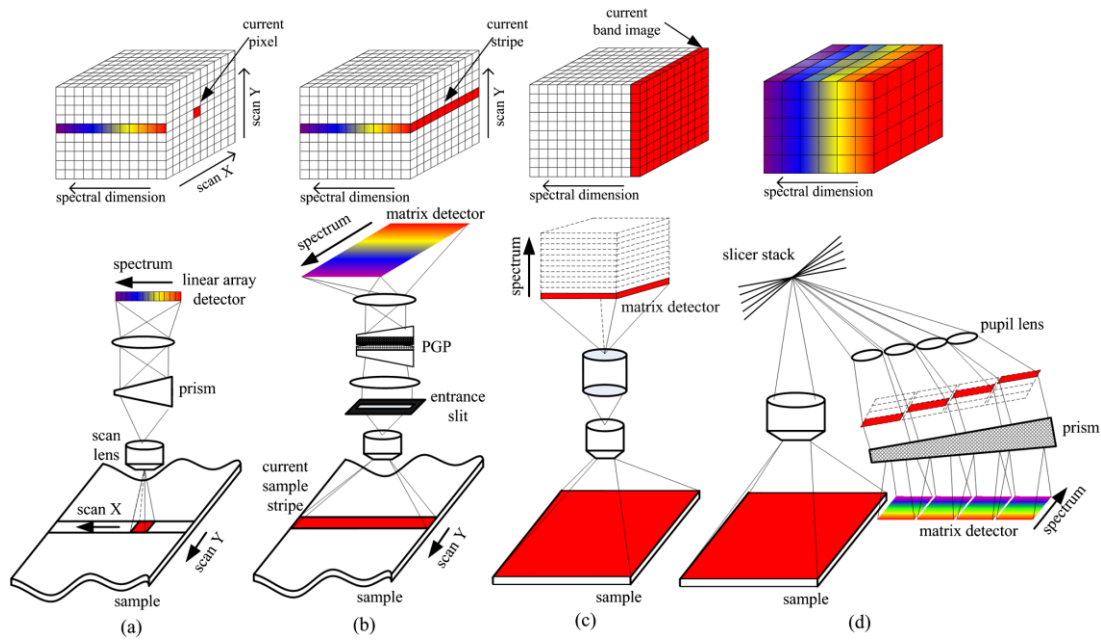 current
pixel
scan Y
scan X
spectral dimension
spectrum
linear array
detector
prism
scan
lens
scan X
scan Y
sample
(a)
current
stripe
scan Y
spectral dimension
matrix detector
spectrum
PGP
entrance
slit
current
sample
stripe
scan Y
sample
(b)
current
band image
spectral dimension
spectrum
matrix detector
sample
(c)
spectral dimension
slicer stack
pupil lens
prism
spectrum
matrix detector
sample
(d)